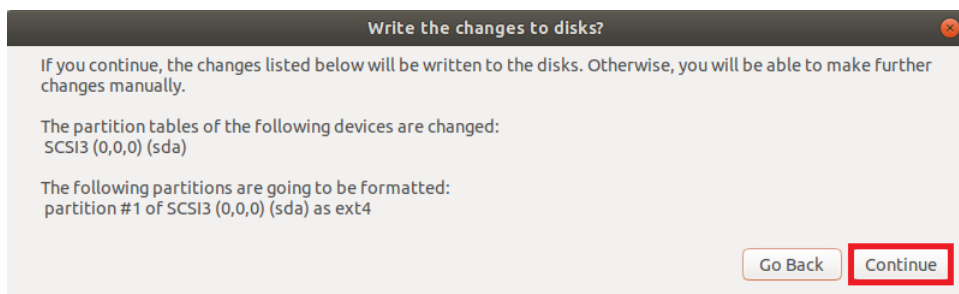 Write the changes to disks?
If you continue, the changes listed below will be written to the disks. Otherwise, you will be able to make further
changes manually.
The partition tables of the following devices are changed:
SCSI3 (0,0,0) (sda)
The following partitions are going to be formatted:
partition #1 of SCSI3 (0,0,0) (sda) as ext4
Go Back Continue